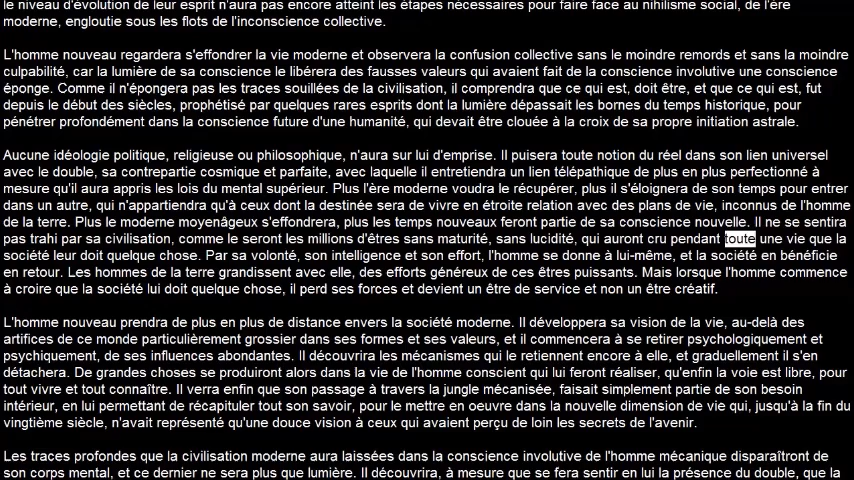 le niveau d'évolution de leur esprit n'aura pas encore atteint les étapes nécessaires pour faire face au nihilisme social, de l'ère
moderne, engloutie sous les flots de l'inconscience collective.
L'homme nouveau regardera s'effondrer la vie moderne et observera la confusion collective sans le moindre remords et sans la moindre
culpabilité, car la lumière de sa conscience le libérera des fausses valeurs qui avaient fait de la conscience involutive une conscience
éponge. Comme il n'épongera pas les traces souillées de la civilisation, il comprendra que ce qui est, doit être, et que ce qui est, fut
depuis le début des siècles, prophétisé par quelques rares esprits dont la lumière dépassait les bornes du temps historique, pour
pénétrer profondément dans la conscience future d'une humanité, qui devait être clouée à la croix de sa propre initiation astrale.
Aucune idéologie politique, religieuse ou philosophique, n'aura sur lui d'emprise. Il puisera toute notion du réel dans son lien universel
avec le double, sa contrepartie cosmique et parfaite, avec laquelle il entretiendra un lien télépathique de plus en plus perfectionné à
mesure qu'il aura appris les lois du mental supérieur. Plus l'ère moderne voudra le récupérer, plus il s'éloignera de son temps pour entrer
dans un autre, qui n'appartiendra qu'à ceux dont la destinée sera de vivre en étroite relation avec des plans de vie, inconnus de l'homme
de la terre. Plus le moderne moyenâgeux s'effondrera, plus les temps nouveaux feront partie de sa conscience nouvelle. Il ne se sentira
pas trahi par sa civilisation, comme le seront les millions d'êtres sans maturité, sans lucidité, qui auront cru pendant toute une vie que la
société leur doit quelque chose. Par sa volonté, son intelligence et son effort, l'homme se donne à lui-même, et la société en bénéficie
en retour. Les hommes de la terre grandissent avec elle, des efforts généreux de ces êtres puissants. Mais lorsque l'homme commence
à croire que la société lui doit quelque chose, il perd ses forces et devient un être de service et non un être créatif.
L'homme nouveau prendra de plus en plus de distance envers la société moderne. Il développera sa vision de la vie, au-delà des
artifices de ce monde particulièrement grossier dans ses formes et ses valeurs, et il commencera à se retirer psychologiquement et
psychiquement, de ses influences abondantes. Il découvrira les mécanismes qui le retiennent encore à elle, et graduellement il s'en
détachera. De grandes choses se produiront alors dans la vie de l'homme conscient qui lui feront réaliser, qu'enfin la voie est libre, pour
tout vivre et tout connaître. Il verra enfin que son passage à travers la jungle mécanisée, faisait simplement partie de son besoin
intérieur, en lui permettant de récapituler tout son savoir, pour le mettre en oeuvre dans la nouvelle dimension de vie qui, jusqu'à la fin du
vingtième siècle, n'avait représenté qu'une douce vision à ceux qui avaient perçu de loin les secrets de l'avenir.
Les traces profondes que la civilisation moderne aura laissées dans la conscience involutive de l'homme mécanique disparaîtront de
son corps mental, et ce dernier ne sera plus que lumière. Il découvrira, à mesure que se fera sentir en lui la présence du double, que la